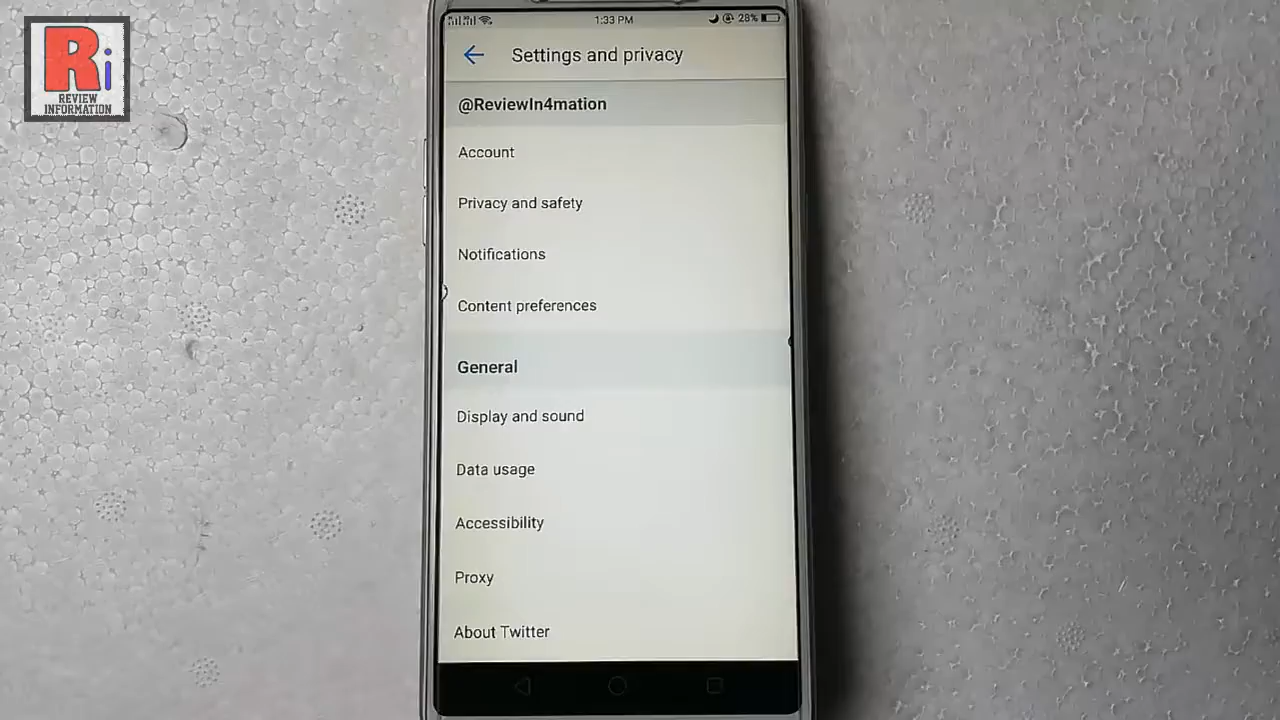 Ri
REVIEW
INFORMATION
1:33 PM 28%
Settings and privacy
@ReviewIn4mation
Account
Privacy and safety
Notifications
Content preferences
General
Display and sound
Data usage
Accessibility
Proxy
About Twitter